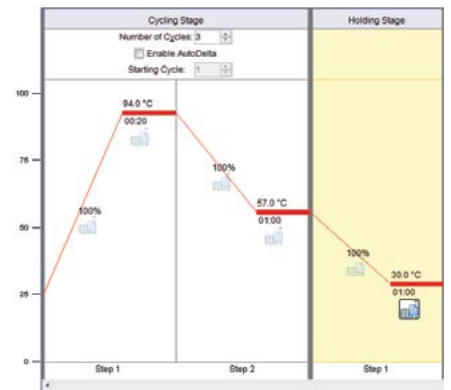 Cycling Stage
Holding Stage
Number of Cycles: 3
Enable AutoDelta
Starting Cycle: 1
100
75
50
25
0
94.0 °C
00:20
100%
100%
57.0 °C
01:00
100%
30.0 °C
01:00
Step 1
Step 2
Step 1